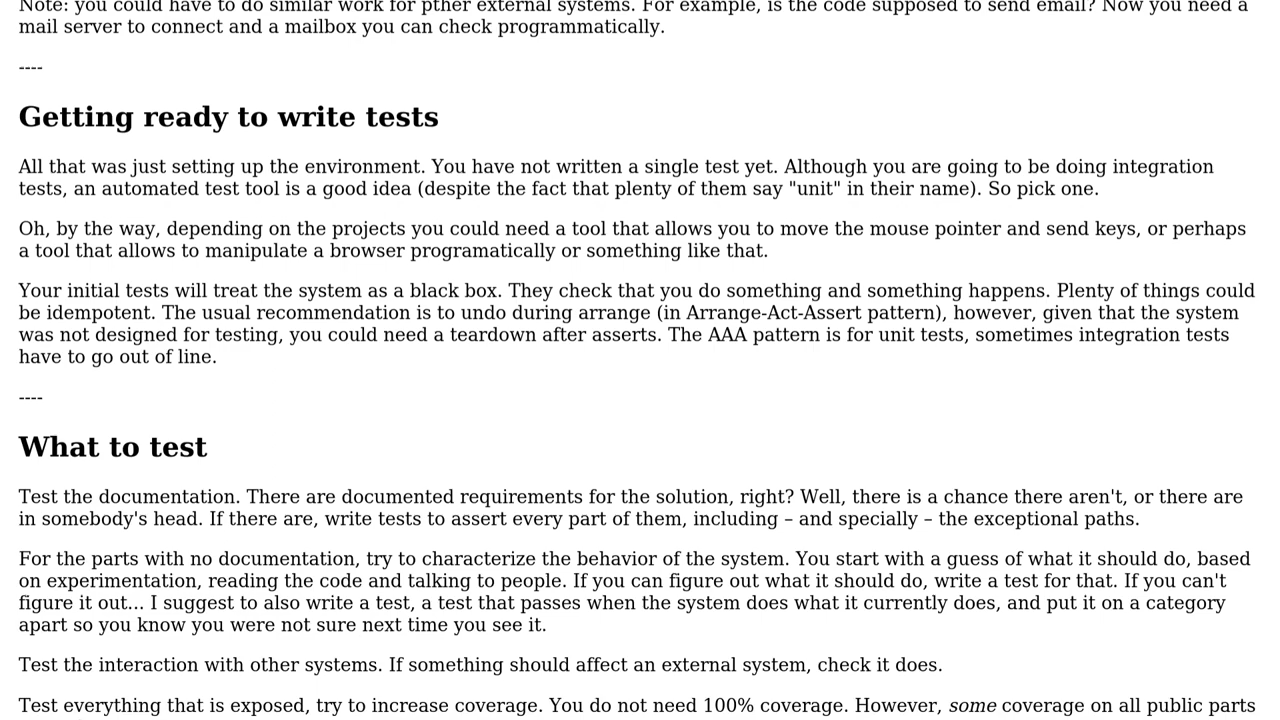 Note: you could have to do similar work for pther external systems. For example, is the code supposed to send email? Now you need a
mail server to connect and a mailbox you can check programmatically.
----
Getting ready to write tests
All that was just setting up the environment. You have not written a single test yet. Although you are going to be doing integration
tests, an automated test tool is a good idea (despite the fact that plenty of them say "unit" in their name). So pick one.
Oh, by the way, depending on the projects you could need a tool that allows you to move the mouse pointer and send keys, or perhaps
a tool that allows to manipulate a browser programatically or something like that.
Your initial tests will treat the system as a black box. They check that you do something and something happens. Plenty of things could
be idempotent. The usual recommendation is to undo during arrange (in Arrange-Act-Assert pattern), however, given that the system
was not designed for testing, you could need a teardown after asserts. The AAA pattern is for unit tests, sometimes integration tests
have to go out of line.
----
What to test
Test the documentation. There are documented requirements for the solution, right? Well, there is a chance there aren't, or there are
in somebody's head. If there are, write tests to assert every part of them, including – and specially – the exceptional paths.
For the parts with no documentation, try to characterize the behavior of the system. You start with a guess of what it should do, based
on experimentation, reading the code and talking to people. If you can figure out what it should do, write a test for that. If you can't
figure it out... I suggest to also write a test, a test that passes when the system does what it currently does, and put it on a category
apart so you know you were not sure next time you see it.
Test the interaction with other systems. If something should affect an external system, check it does.
Test everything that is exposed, try to increase coverage. You do not need 100% coverage. However, some coverage on all public parts